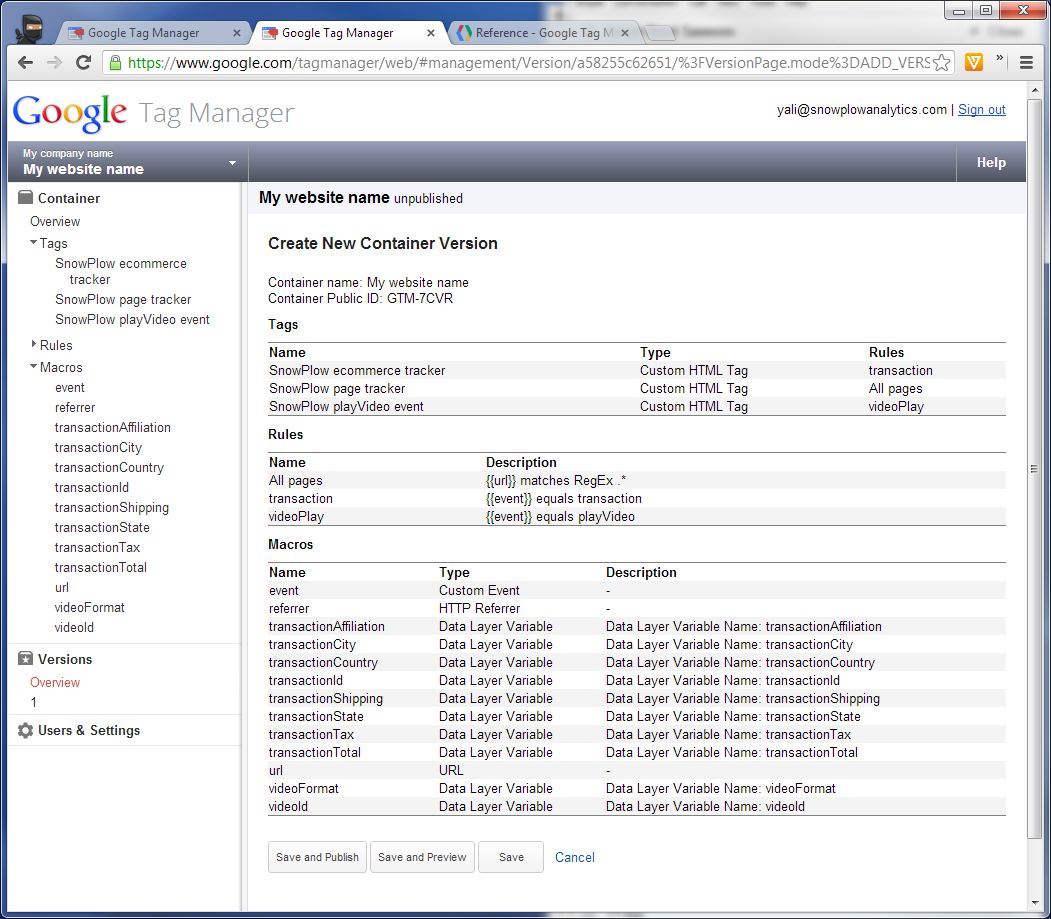 Google Tag Manager
Google Tag Manager
Reference - Google Tag M
https://www.google.com/tagmanager/web/#management/Version/a58255c62651/%3FVersionPage.mode%3DADD_VERS
Google Tag Manager
yali@snowplowanalytics.com | Sign out
My company name
My website name
Help
Container
Overview
Tags
SnowPlow ecommerce
tracker
SnowPlow page tracker
SnowPlow playVideo event
Rules
Macros
event
referrer
transactionAffiliation
transactionCity
transactionCountry
transactionId
transactionShipping
transactionState
transactionTax
transactionTotal
url
videoFormat
videoId
Versions
Overview
1
Users & Settings
My website name unpublished
Create New Container Version
Container name: My website name
Container Public ID: GTM-7CVR
Tags
Name Type Rules
SnowPlow ecommerce tracker Custom HTML Tag transaction
SnowPlow page tracker Custom HTML Tag All pages
SnowPlow playVideo event Custom HTML Tag videoPlay
Rules
Name Description
All pages {{url}} matches RegEx .*
transaction {{event}} equals transaction
videoPlay {{event}} equals playVideo
Macros
Name Type Description
event Custom Event -
referrer HTTP Referrer -
transactionAffiliation Data Layer Variable Data Layer Variable Name: transactionAffiliation
transactionCity Data Layer Variable Data Layer Variable Name: transactionCity
transactionCountry Data Layer Variable Data Layer Variable Name: transactionCountry
transactionId Data Layer Variable Data Layer Variable Name: transactionId
transactionShipping Data Layer Variable Data Layer Variable Name: transactionShipping
transactionState Data Layer Variable Data Layer Variable Name: transactionState
transactionTax Data Layer Variable Data Layer Variable Name: transactionTax
transactionTotal Data Layer Variable Data Layer Variable Name: transactionTotal
url URL -
videoFormat Data Layer Variable Data Layer Variable Name: videoFormat
videoId Data Layer Variable Data Layer Variable Name: videoId
Save and Publish Save and Preview Save Cancel